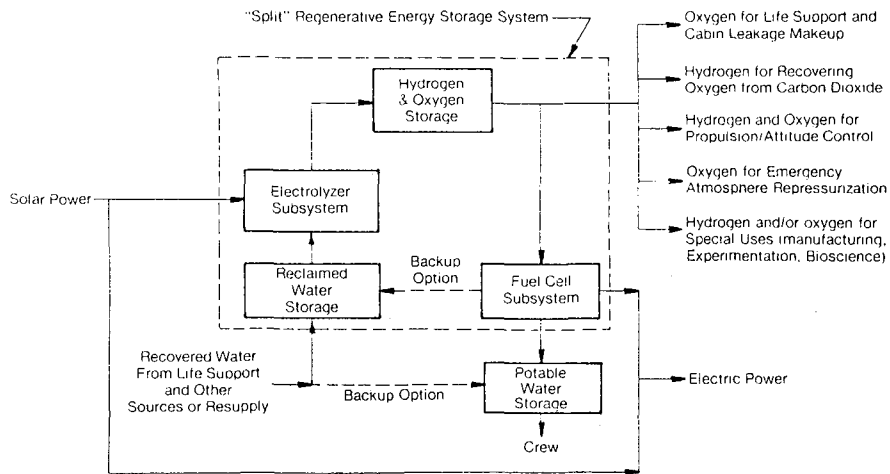 "Split" Regenerative Energy Storage System
Oxygen for Life Support and
Cabin Leakage Makeup
Hydrogen
& Oxygen
Storage
Hydrogen for Recovering
Oxygen from Carbon Dioxide
Hydrogen and Oxygen for
Propulsion/Attitude Control
Oxygen for Emergency
Atmosphere Repressurization
Hydrogen and/or oxygen for
Special Uses (manufacturing,
Experimentation, Bioscience)
Solar Power
Electrolyzer
Subsystem
Reclaimed
Water
Storage
Backup
Option
Fuel Cell
Subsystem
Recovered Water
From Life Support
and Other
Sources or Resupply
Backup Option
Potable
Water
Storage
Electric Power
Crew